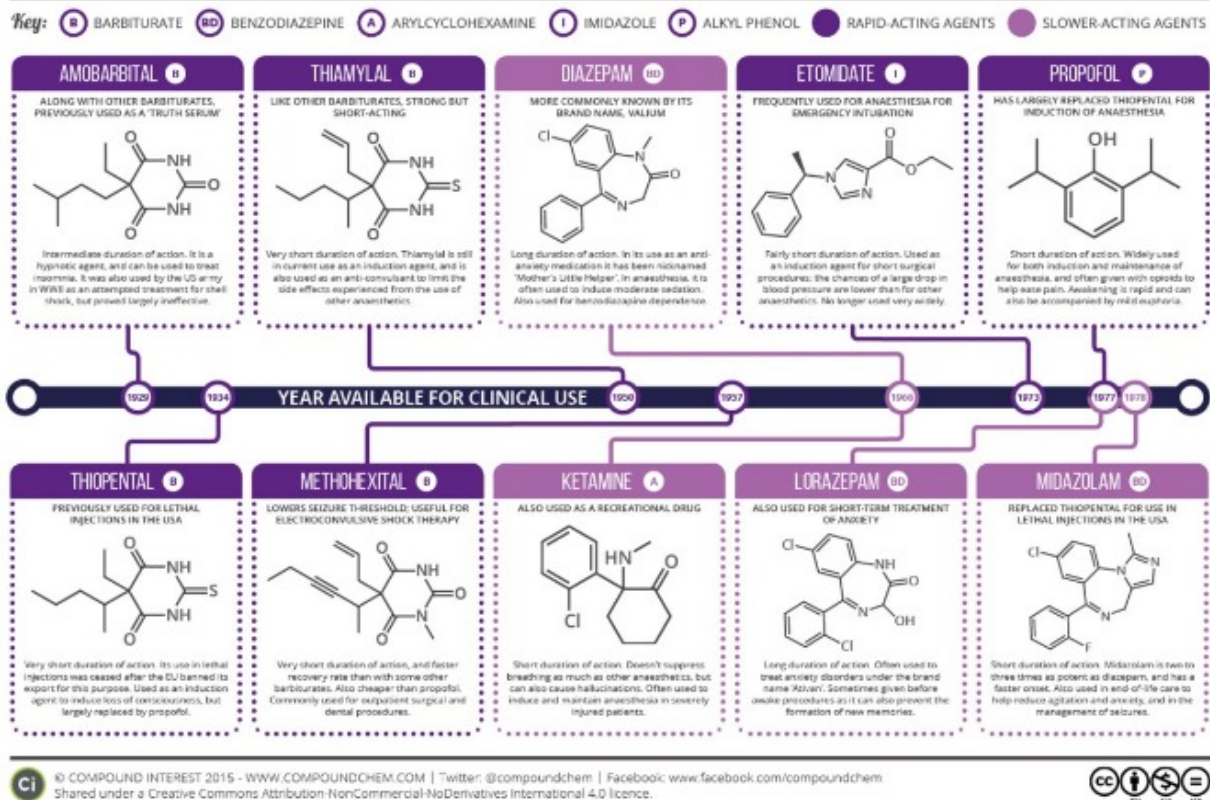 Key: B BARBITURATE BD BENZODIAZEPINE A ARYLCYCLOHEXAMINE I IMIDAZOLE P ALKYL PHENOL RAPID-ACTING AGENTS SLOWER-ACTING AGENTS
AMOBARBITAL B
ALONG WITH OTHER BARBITURATES,
PREVIOUSLY USED AS A 'TRUTH SERUM'
O
NH
O
NH
O
Intermediate duration of action. It is a
hypnotic agent, and can be used to treat
insomnia. It was also used by the US army
in WWII as an attempted treatment for shell
shock, but proved largely ineffective.
THIAMYLAL B
LIKE OTHER BARBITURATES, STRONG BUT
SHORT-ACTING
O
NH
S
NH
O
Very short duration of action. Thiamylal is still
in current use as an induction agent, and is
also used as an anti-convulsant to limit the
side effects experienced from the use of
other anaesthetics.
DIAZEPAM BD
MORE COMMONLY KNOWN BY ITS
BRAND NAME, VALIUM
Cl
N
O
N
Long duration of action. In its use as an anti-
anxiety medication it has been nicknamed
'Mother's Little Helper'. In anaesthesia, it is
often used to induce moderate sedation.
Also used for benzodiazapine dependence.
ETOMIDATE I
FREQUENTLY USED FOR ANAESTHESIA FOR
EMERGENCY INTUBATION
O
O
N
N
Fairly short duration of action. Used as
an induction agent for short surgical
procedures; the chances of a large drop in
blood pressure are lower than for other
anaesthetics. No longer used very widely.
PROPOFOL P
HAS LARGELY REPLACED THIOPENTAL FOR
INDUCTION OF ANAESTHESIA
OH
Short duration of action. Widely used
for both induction and maintenance of
anaesthesia, and often given with opioids to
help ease pain. Awakening is rapid and can
also be accompanied by mild euphoria.
1929 1934 YEAR AVAILABLE FOR CLINICAL USE 1950 1957 1966 1973 1977 1978
THIOPENTAL B
PREVIOUSLY USED FOR LETHAL
INJECTIONS IN THE USA
O
NH
S
NH
O
Very short duration of action. Its use in lethal
injections was ceased after the EU banned its
export for this purpose. Used as an induction
agent to induce loss of consciousness, but
largely replaced by propofol.
METHOHEXITAL B
LOWERS SEIZURE THRESHOLD; USEFUL FOR
ELECTROCONVULSIVE SHOCK THERAPY
O
NH
O
N
O
Very short duration of action, and faster
recovery rate than with some other
barbiturates. Also cheaper than propofol.
Commonly used for outpatient surgical and
dental procedures.
KETAMINE A
ALSO USED AS A RECREATIONAL DRUG
HN
O
Cl
Short duration of action. Doesn't suppress
breathing as much as other anaesthetics, but
can also cause hallucinations. Often used to
induce and maintain anaesthesia in severely
injured patients.
LORAZEPAM BD
ALSO USED FOR SHORT-TERM TREATMENT
OF ANXIETY
Cl
NH
O
N
OH
Cl
Long duration of action. Often used to
treat anxiety disorders under the brand
name 'Ativan'. Sometimes given before
awake procedures as it can also prevent the
formation of new memories.
MIDAZOLAM BD
REPLACED THIOPENTAL FOR USE IN
LETHAL INJECTIONS IN THE USA
Cl
N
N
N
F
Short duration of action. Midazolam is two to
three times as potent as diazepam, and has a
faster onset. Also used in end-of-life care to
help reduce agitation and anxiety, and in the
management of seizures.
Ci © COMPOUND INTEREST 2015 - WWW.COMPOUNDCHEM.COM | Twitter: @compoundchem | Facebook: www.facebook.com/compoundchem
Shared under a Creative Commons Attribution-NonCommercial-NoDerivatives International 4.0 licence.
cc